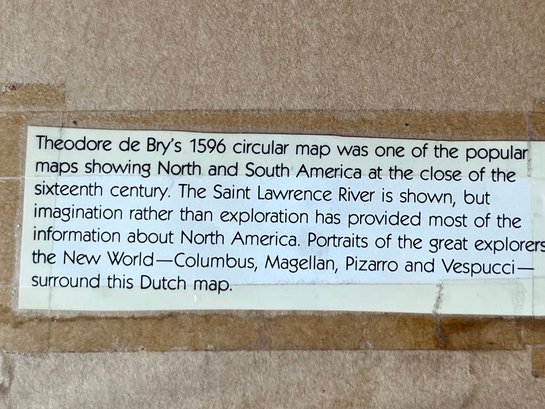 Theodore de Bry's 1596 circular map was one of the popular
maps showing North and South America at the close of the
sixteenth century. The Saint Lawrence River is shown, but
imagination rather than exploration has provided most of the
information about North America. Portraits of the great explorers
the New World—Columbus, Magellan, Pizarro and Vespucci—
surround this Dutch map.